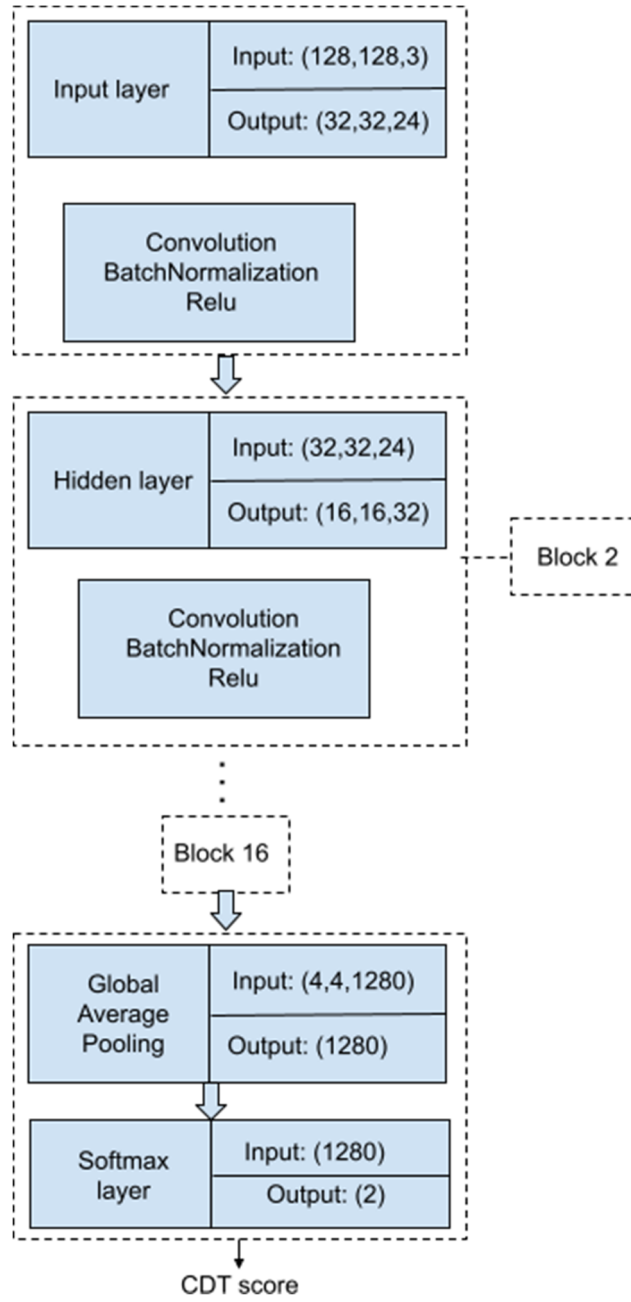 Input layer
Input: (128,128,3)
Output: (32,32,24)
Convolution
BatchNormalization
Relu
Hidden layer
Input: (32,32,24)
Output: (16,16,32)
Block 2
Convolution
BatchNormalization
Relu
Block 16
Global
Average
Pooling
Input: (4,4,1280)
Output: (1280)
Softmax
layer
Input: (1280)
Output: (2)
CDT score